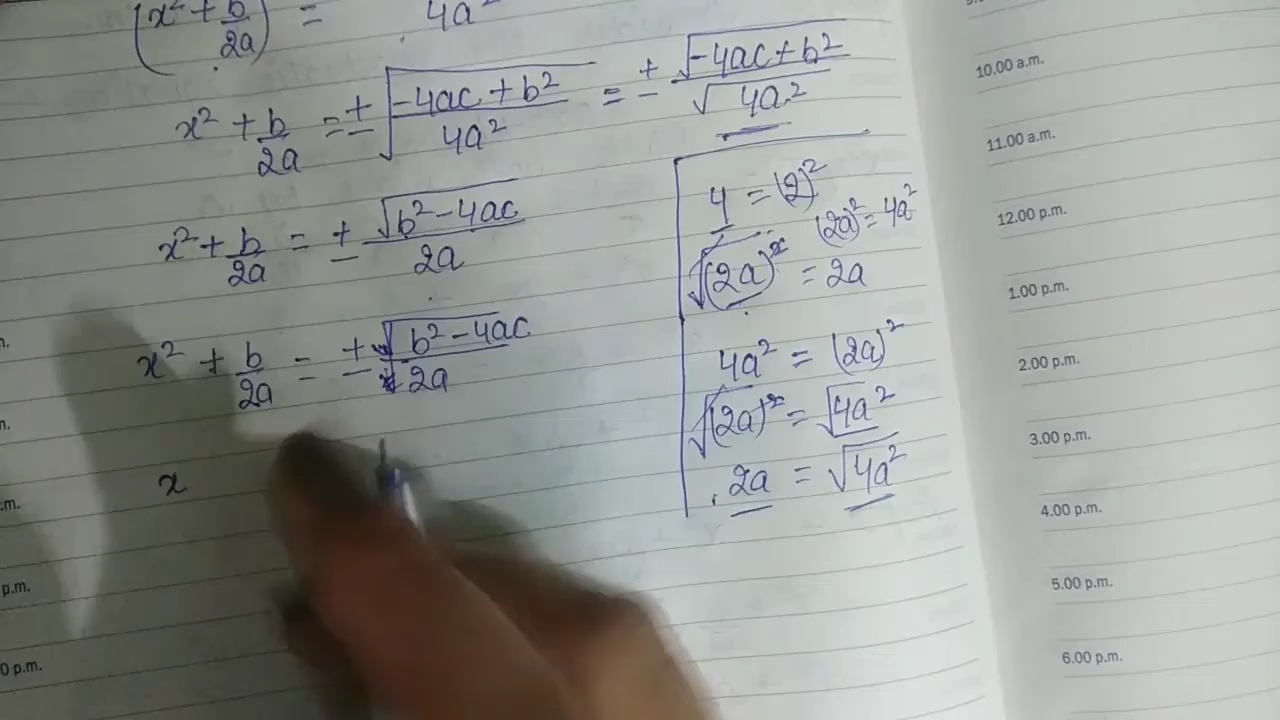 (x² + b/2a) = 4a²
x² + b/2a = ± √(-4ac + b²/4a²) = ± √-4ac + b²/√4a²
x² + b/2a = ± √b² - 4ac/2a
x² + b/2a = ± √b² - 4ac/2a
x
4 = (2)²
(2a)² = 4a²
√(2a)² = 2a
4a² = (2a)²
√(2a)² = √4a²
2a = √4a²
10.00 a.m.
11.00 a.m.
12.00 p.m.
1.00 p.m.
2.00 p.m.
3.00 p.m.
4.00 p.m.
5.00 p.m.
6.00 p.m.
p.m.
p.m.